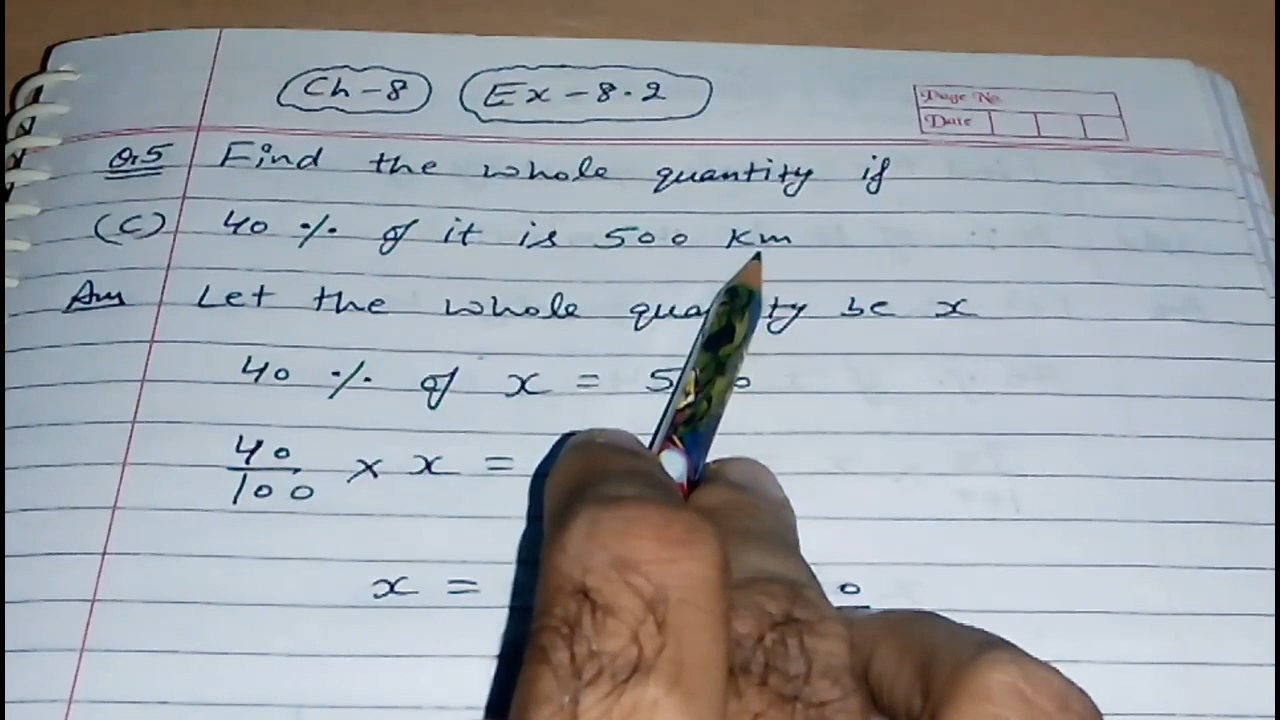 Ch-8 Ex-8.2
Page No.
Date
Q.5 Find the whole quantity if
(c) 40 % of it is 500 km
Ans Let the whole quantity be x
40 % of x =
40/100 × x =
x =